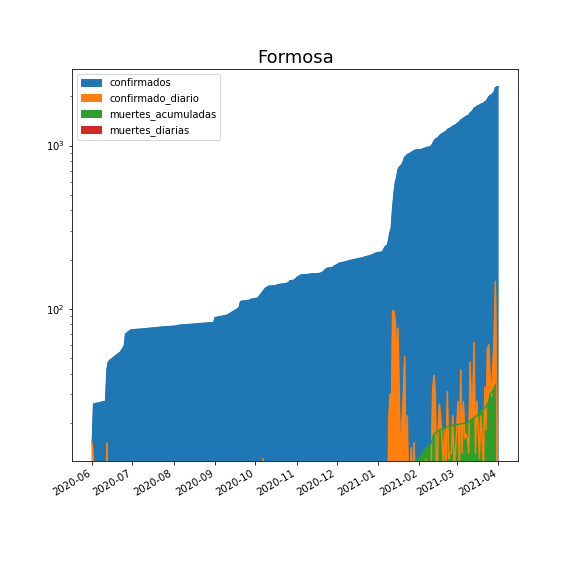 Formosa
confirmados
confirmado_diario
muertes_acumuladas
muertes_diarias
10³
10²
2020-06
2020-07
2020-08
2020-09
2020-10
2020-11
2020-12
2021-01
2021-02
2021-03
2021-04